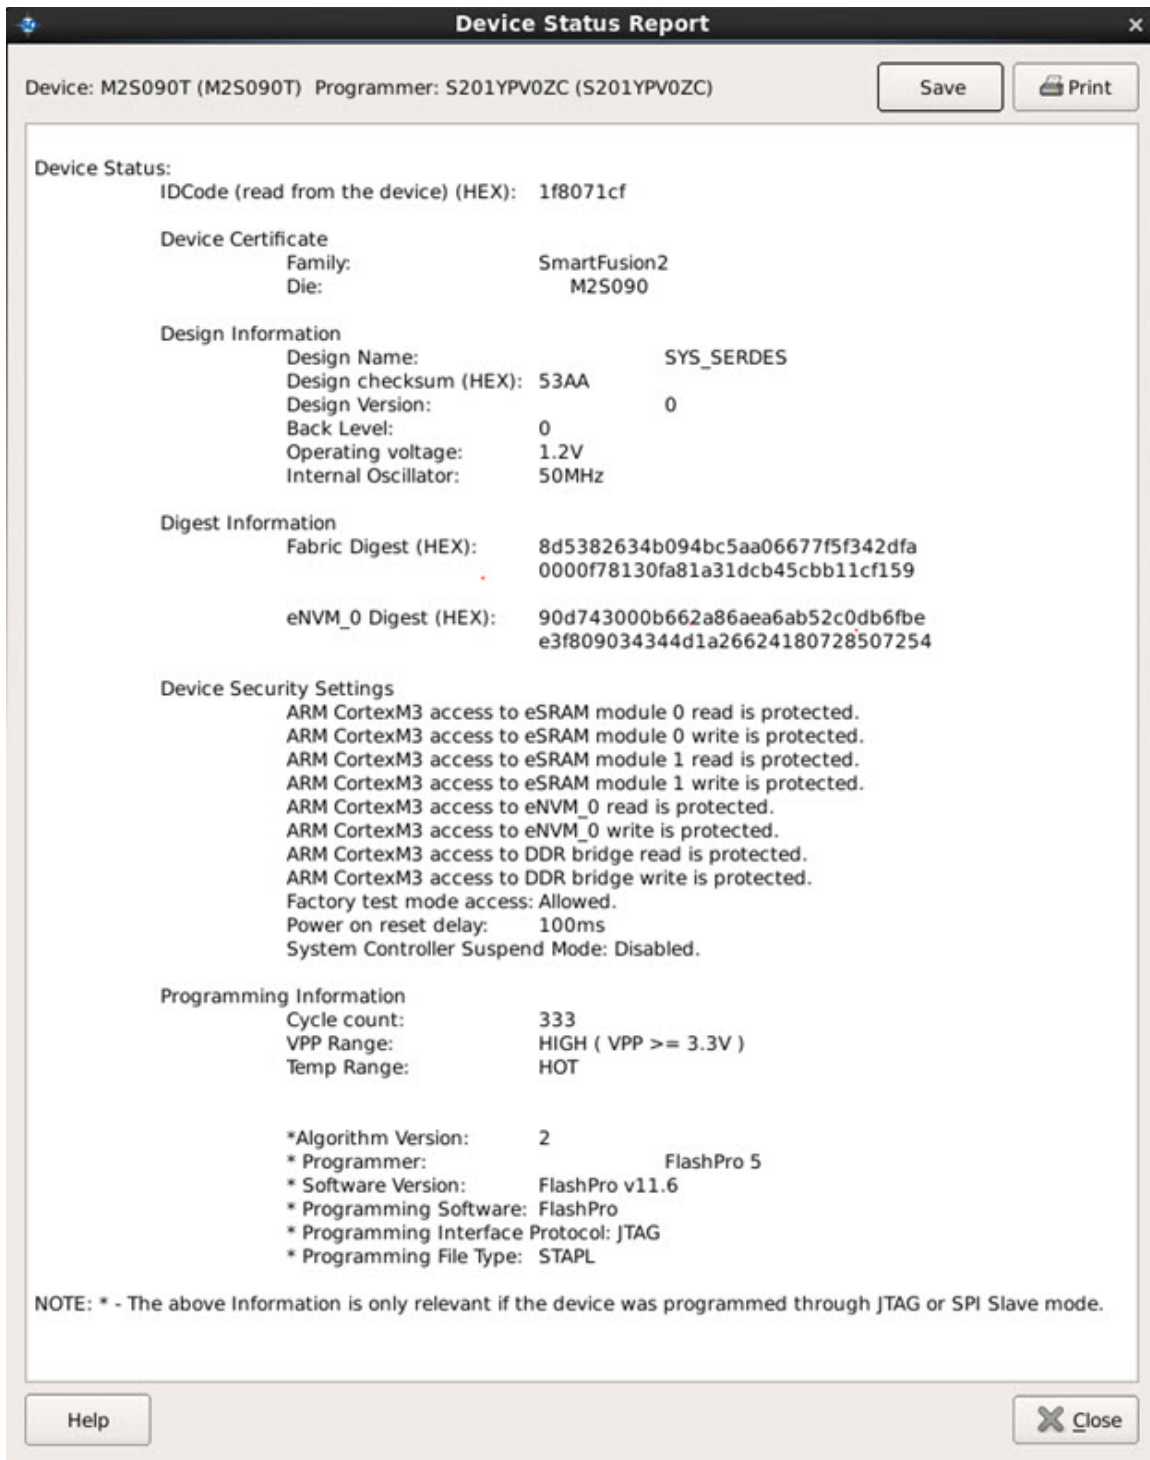 Device Status Report
Device: M2S090T (M2S090T) Programmer: S201YPV0ZC (S201YPV0ZC)
Save
Print
Device Status:
IDCode (read from the device) (HEX): 1f8071cf
Device Certificate
Family: SmartFusion2
Die: M2S090
Design Information
Design Name: SYS_SERDES
Design checksum (HEX): 53AA
Design Version: 0
Back Level: 0
Operating voltage: 1.2V
Internal Oscillator: 50MHz
Digest Information
Fabric Digest (HEX): 8d5382634b094bc5aa06677f5f342dfa
0000f78130fa81a31dcb45cbb11cf159
eNVM_0 Digest (HEX): 90d743000b662a86aea6ab52c0db6fbe
e3f809034344d1a26624180728507254
Device Security Settings
ARM CortexM3 access to eSRAM module 0 read is protected.
ARM CortexM3 access to eSRAM module 0 write is protected.
ARM CortexM3 access to eSRAM module 1 read is protected.
ARM CortexM3 access to eSRAM module 1 write is protected.
ARM CortexM3 access to eNVM_0 read is protected.
ARM CortexM3 access to eNVM_0 write is protected.
ARM CortexM3 access to DDR bridge read is protected.
ARM CortexM3 access to DDR bridge write is protected.
Factory test mode access: Allowed.
Power on reset delay: 100ms
System Controller Suspend Mode: Disabled.
Programming Information
Cycle count: 333
VPP Range: HIGH ( VPP >= 3.3V )
Temp Range: HOT
*Algorithm Version: 2
* Programmer: FlashPro 5
* Software Version: FlashPro v11.6
* Programming Software: FlashPro
* Programming Interface Protocol: JTAG
* Programming File Type: STAPL
NOTE: * - The above Information is only relevant if the device was programmed through JTAG or SPI Slave mode.
Help
Close